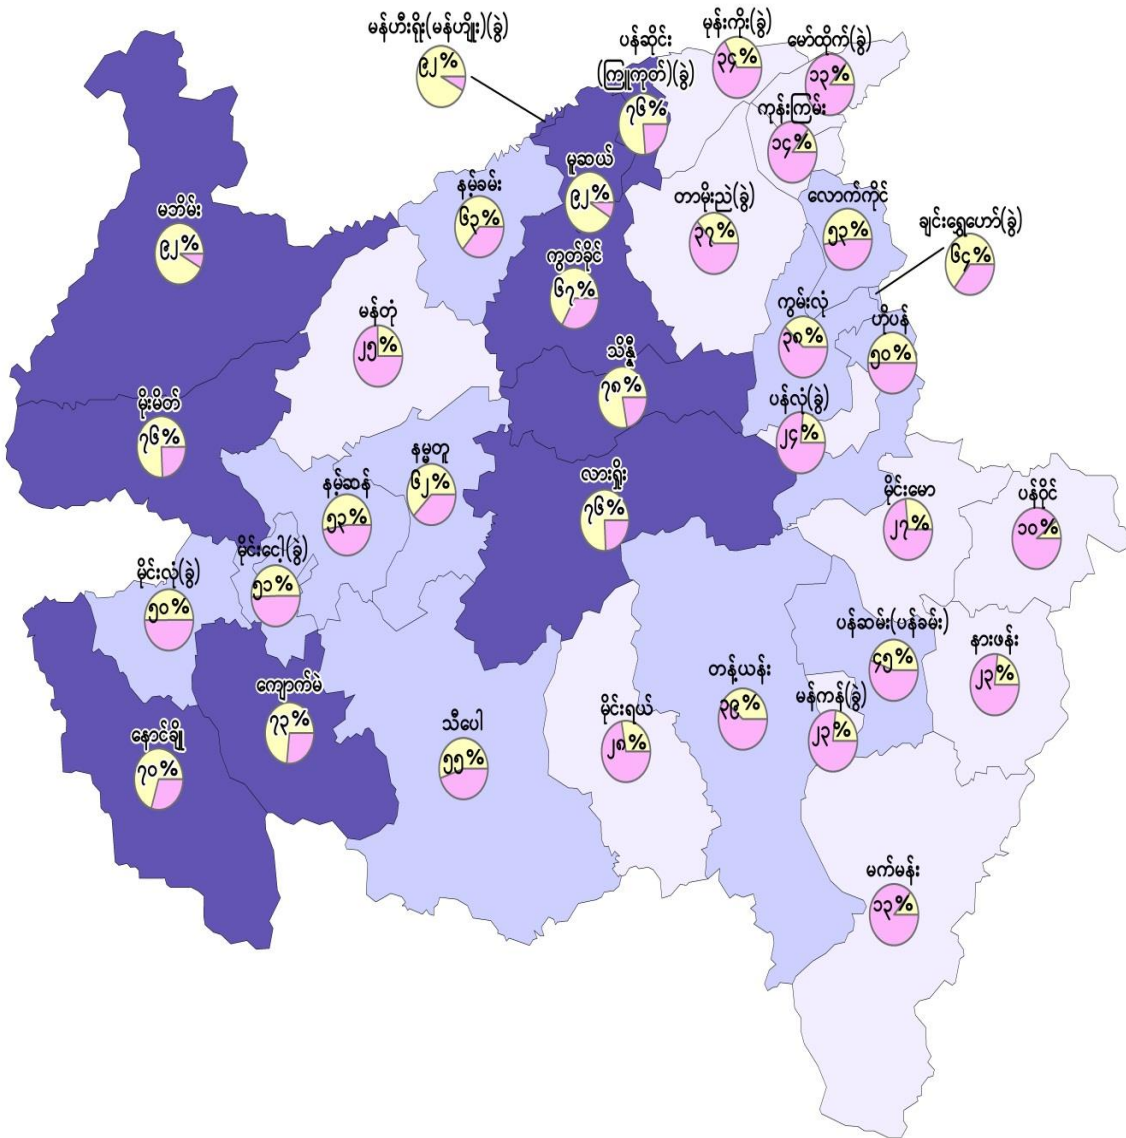 မန်ဟီးရိုး(မန်ဟျိုး)(ခွဲ)
၉၂%
ပန်ဆိုင်း
(ကြူကုတ်)(ခွဲ)
၇၆%
မုန်းကိုး(ခွဲ)
၃၄%
မော်ထိုက်(ခွဲ)
၁၃%
ကုန်းကြမ်း
၁၄%
မူဆယ်
၉၂%
နမ့်ခမ်း
၆၃%
မဘိမ်း
၉၂%
တာမိုးညဲ(ခွဲ)
၃၇%
လောက်ကိုင်
၅၃%
ချင်းရွှေဟော်(ခွဲ)
၆၄%
ကွတ်ခိုင်
၆၇%
မန်တုံ
၂၅%
ကွမ်းလုံ
၃၈%
ဟိုပန်
၅၀%
သိန္နီ
၇၈%
မိုးမိတ်
၇၆%
ပန်လုံ(ခွဲ)
၂၄%
နမ္မတူ
၆၂%
နမ့်ဆန်
၅၃%
လားရှိုး
၇၆%
မိုင်းမော
၂၇%
ပန်ဝိုင်
၁၀%
မိုင်းငေါ့(ခွဲ)
၅၁%
မိုင်းလုံ(ခွဲ)
၅၀%
ပန်ဆမ်း(ပန်ခမ်း)
၄၅%
နားဖန်း
၂၃%
ကျောက်မဲ
၇၃%
တန့်ယန်း
၃၉%
မန်ကန်(ခွဲ)
၂၃%
နောင်ချို
၇၀%
သီပေါ
၅၅%
မိုင်းရယ်
၂၈%
မက်မန်း
၁၃%